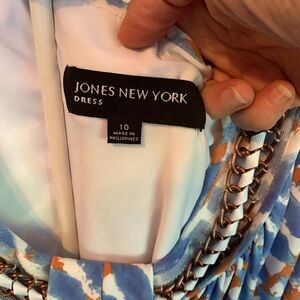 JONES NEW YORK
DRESS
10
MADE IN
PHILIPPINES